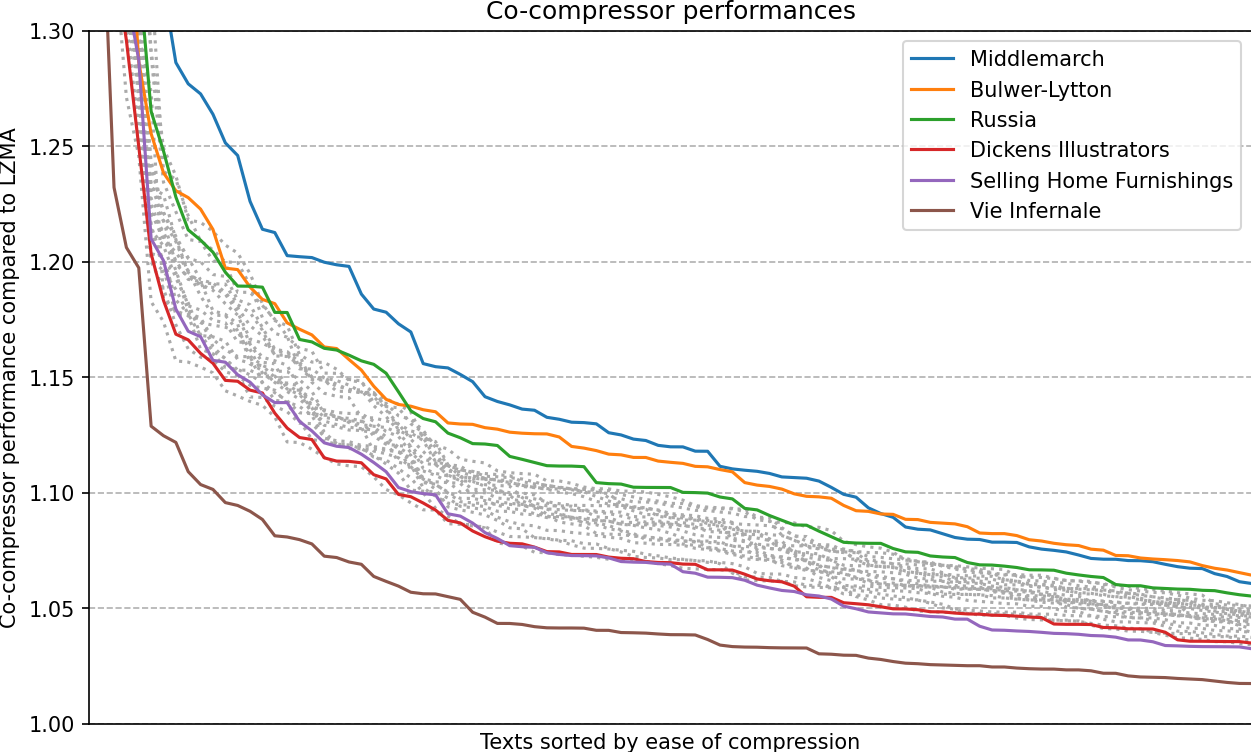 Co-compressor performances
Co-compressor performance compared to LZMA
1.30
1.25
1.20
1.15
1.10
1.05
1.00
Middlemarch
Bulwer-Lytton
Russia
Dickens Illustrators
Selling Home Furnishings
Vie Infernale
Texts sorted by ease of compression